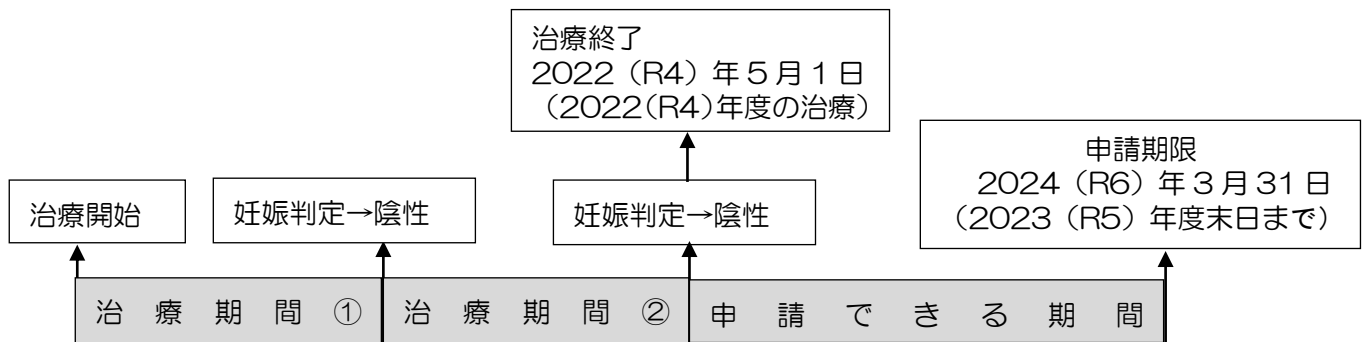 治療終了
2022（R4）年５月１日
（2022(R4)年度の治療）
申請期限
2024（R6）年３月31日
（2023（R5）年度末日まで）
治療開始
妊娠判定→陰性
妊娠判定→陰性
治療期間①
治療期間②
申請できる期間